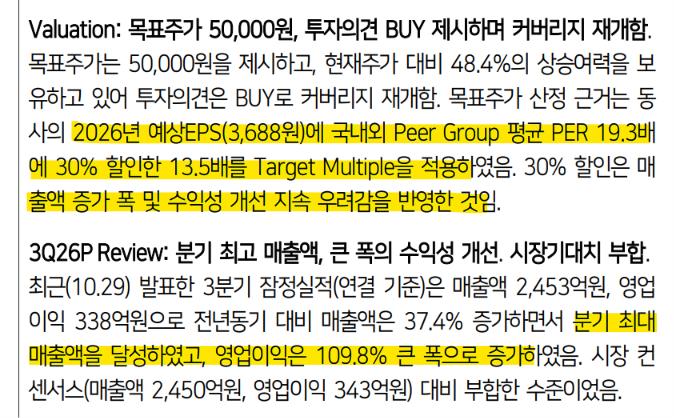 Valuation: 목표주가 50,000원, 투자의견 BUY 제시하며 커버리지 재개함.
목표주가는 50,000원을 제시하고, 현재주가 대비 48.4%의 상승여력을 보
유하고 있어 투자의견은 BUY로 커버리지 재개함. 목표주가 산정 근거는 동
사의 2026년 예상EPS(3,688원)에 국내외 Peer Group 평균 PER 19.3배
에 30% 할인한 13.5배를 Target Multiple을 적용하였음. 30% 할인은 매
출액 증가 폭 및 수익성 개선 지속 우려감을 반영한 것임.
3Q26P Review: 분기 최고 매출액, 큰 폭의 수익성 개선. 시장기대치 부합.
최근(10.29) 발표한 3분기 잠정실적(연결 기준)은 매출액 2,453억원, 영업
이익 338억원으로 전년동기 대비 매출액은 37.4% 증가하면서 분기 최대
매출액을 달성하였고, 영업이익은 109.8% 큰 폭으로 증가하였음. 시장 컨
센서스(매출액 2,450억원, 영업이익 343억원) 대비 부합한 수준이었음.